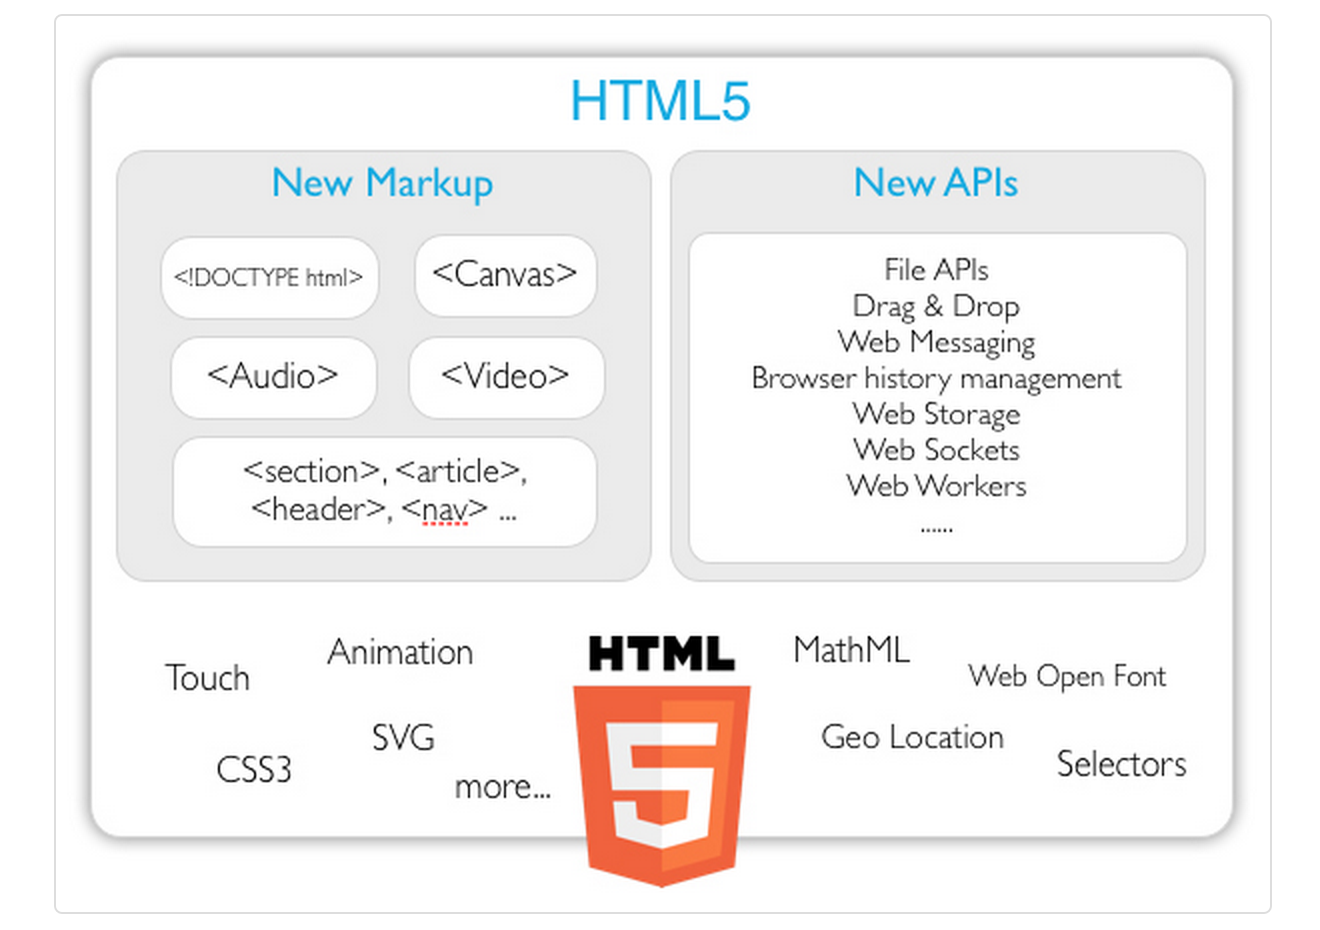 HTML5
New Markup
<!DOCTYPE html>
<Canvas>
<Audio>
<Video>
<section>, <article>,
<header>, <nav> ...
New APIs
File APIs
Drag & Drop
Web Messaging
Browser history management
Web Storage
Web Sockets
Web Workers
......
Touch
Animation
CSS3
SVG
more...
HTML
5
MathML
Web Open Font
Geo Location
Selectors